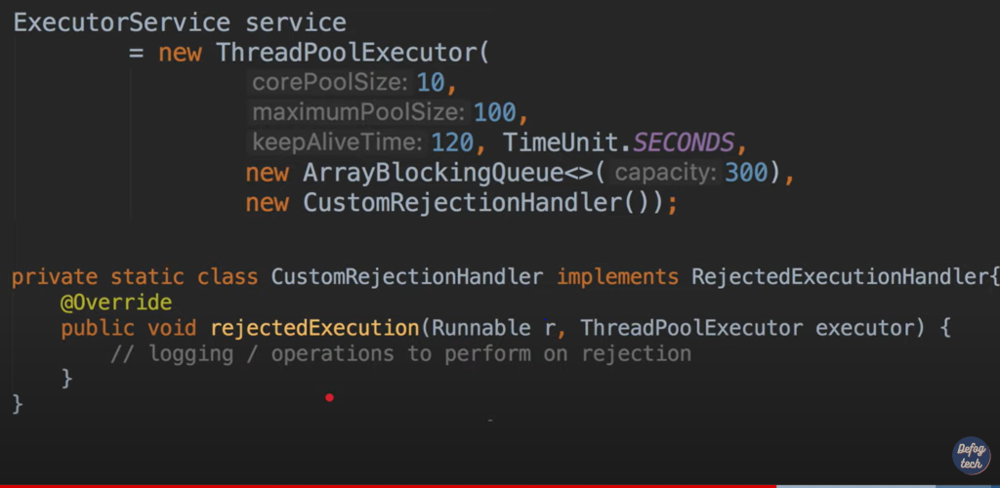 ExecutorService service
= new ThreadPoolExecutor(
corePoolSize: 10,
maximumPoolSize: 100,
keepAliveTime: 120, TimeUnit.SECONDS,
new ArrayBlockingQueue<>( capacity: 300),
new CustomRejectionHandler());
private static class CustomRejectionHandler implements RejectedExecutionHandler{
@Override
public void rejectedExecution(Runnable r, ThreadPoolExecutor executor) {
// logging / operations to perform on rejection
}
}
Defog
tech